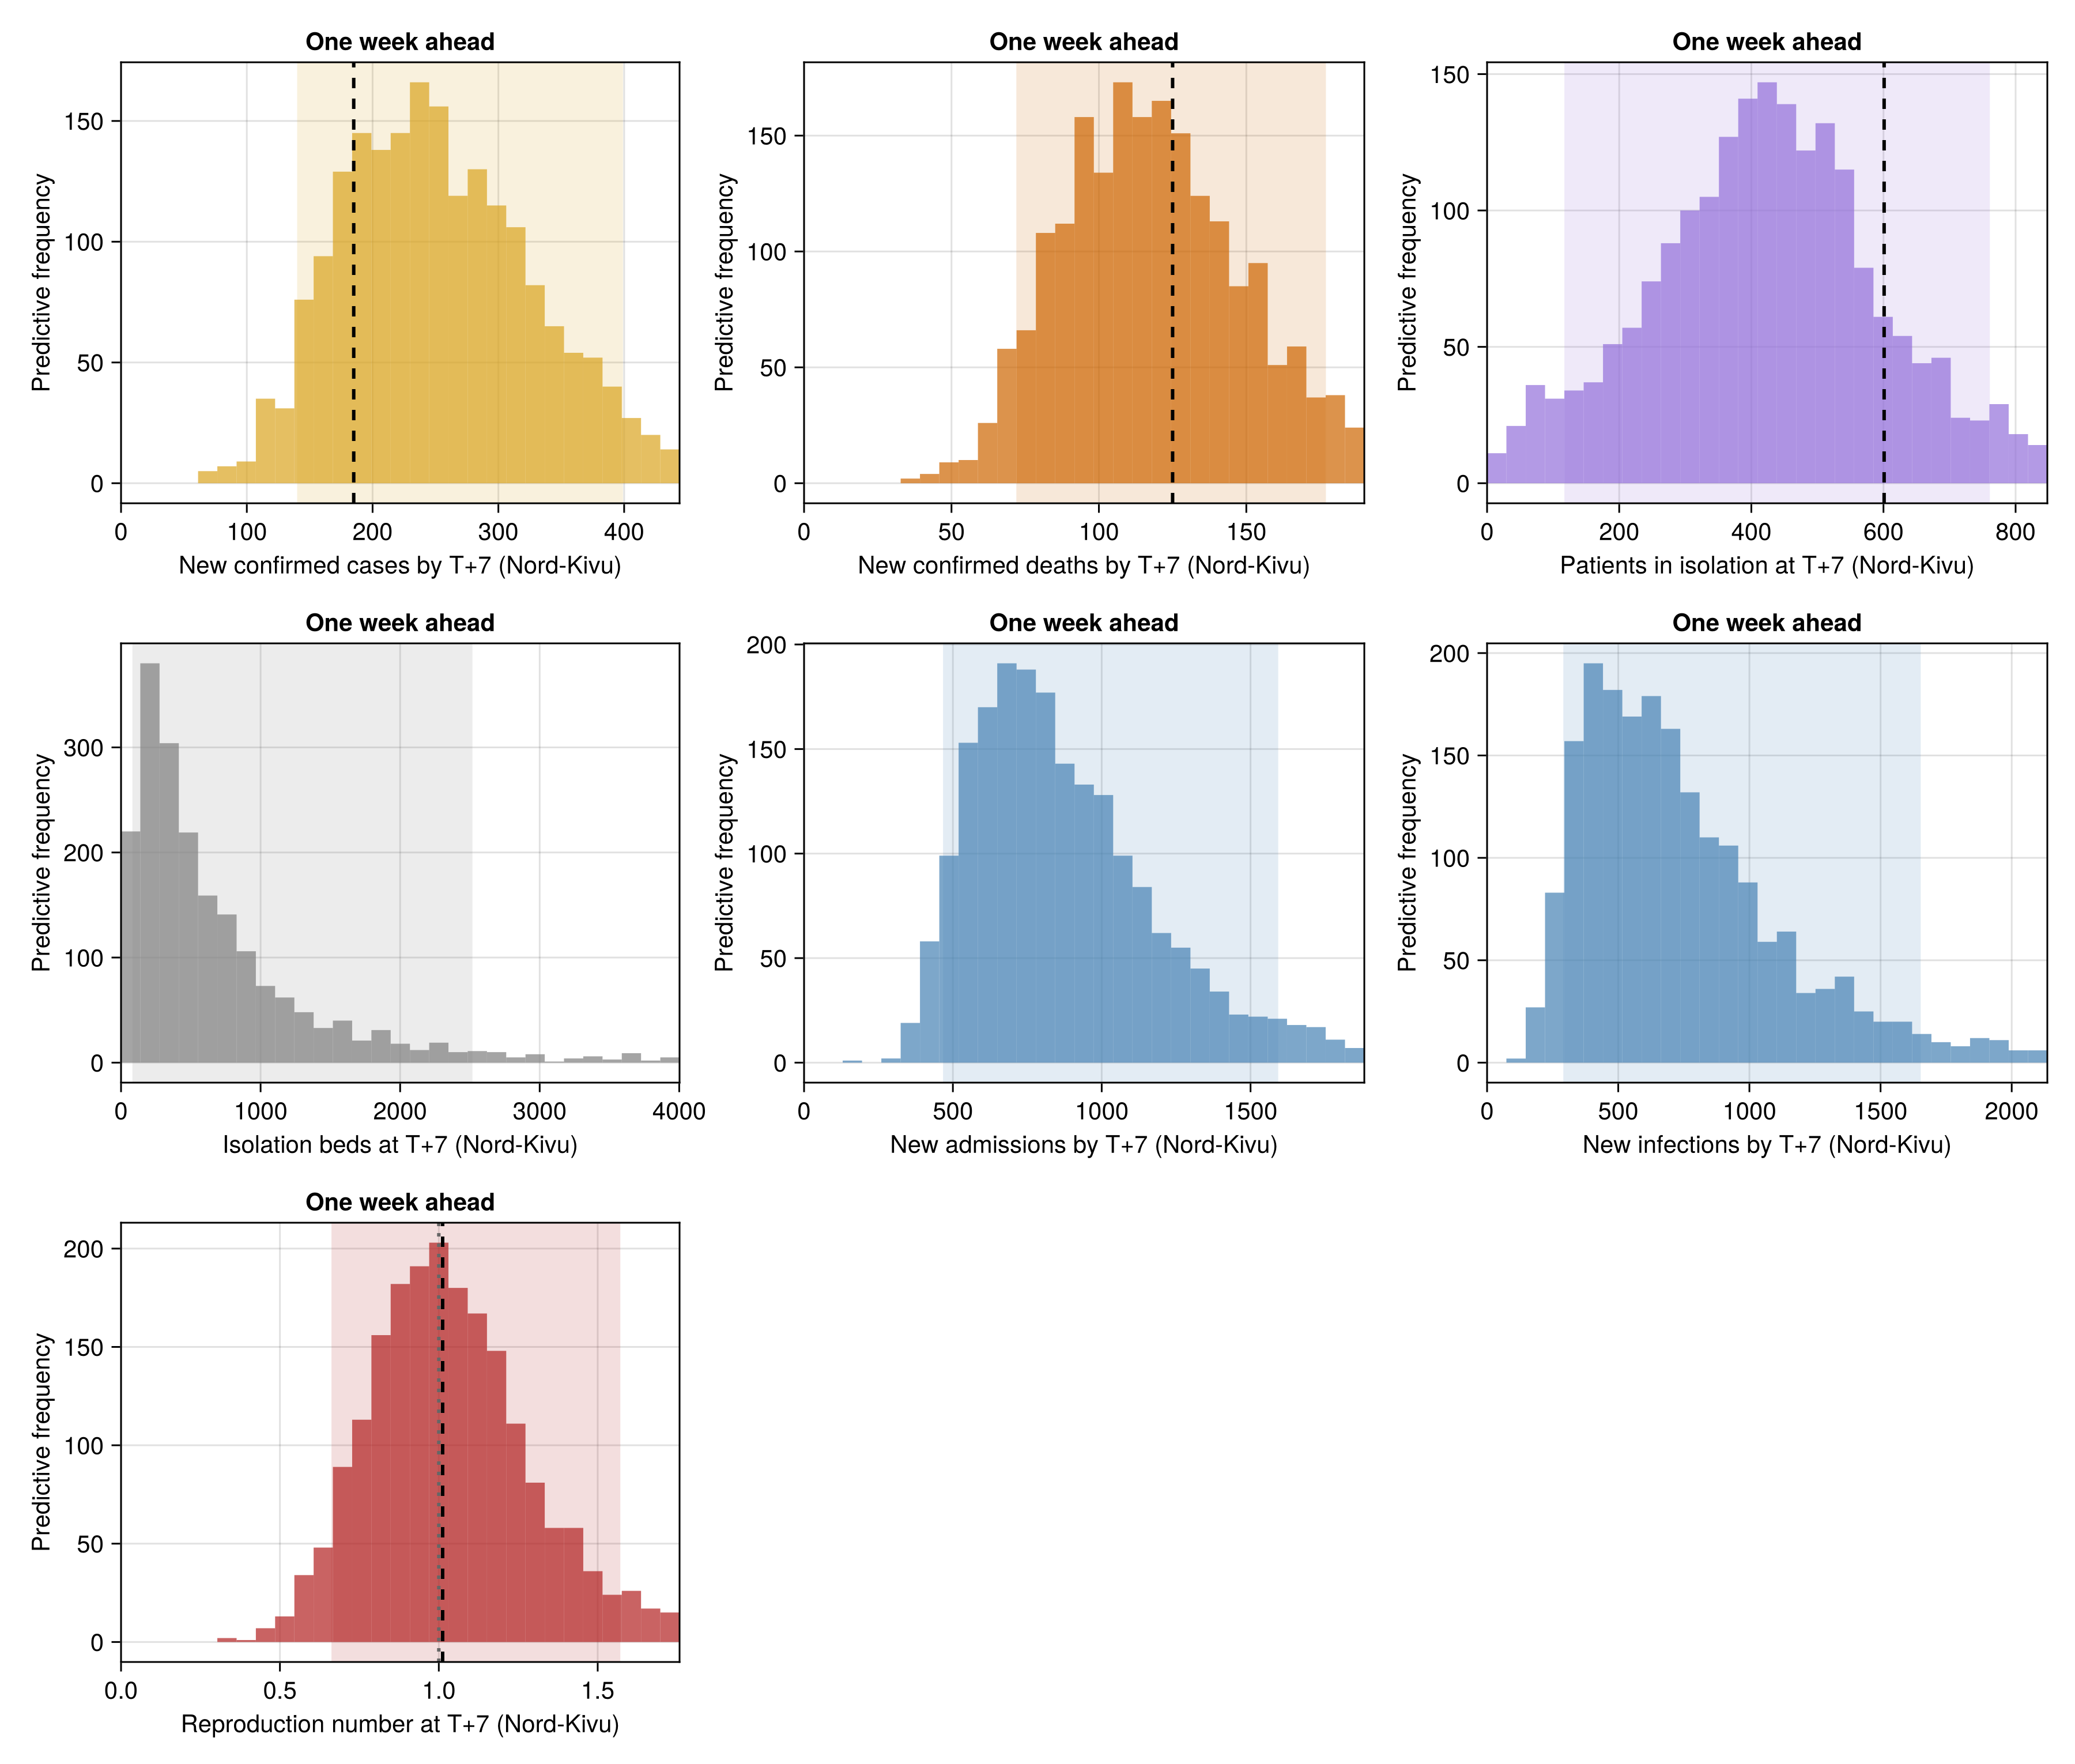 One week ahead
Predictive frequency
150
100
50
0
0 100 200 300 400
New confirmed cases by T+7 (Nord-Kivu)
One week ahead
Predictive frequency
150
100
50
0
0 50 100 150
New confirmed deaths by T+7 (Nord-Kivu)
One week ahead
Predictive frequency
150
100
50
0
0 200 400 600 800
Patients in isolation at T+7 (Nord-Kivu)
One week ahead
Predictive frequency
300
200
100
0
0 1000 2000 3000 4000
Isolation beds at T+7 (Nord-Kivu)
One week ahead
Predictive frequency
200
150
100
50
0
0 500 1000 1500
New admissions by T+7 (Nord-Kivu)
One week ahead
Predictive frequency
200
150
100
50
0
0 500 1000 1500 2000
New infections by T+7 (Nord-Kivu)
One week ahead
Predictive frequency
200
150
100
50
0
0.0 0.5 1.0 1.5
Reproduction number at T+7 (Nord-Kivu)